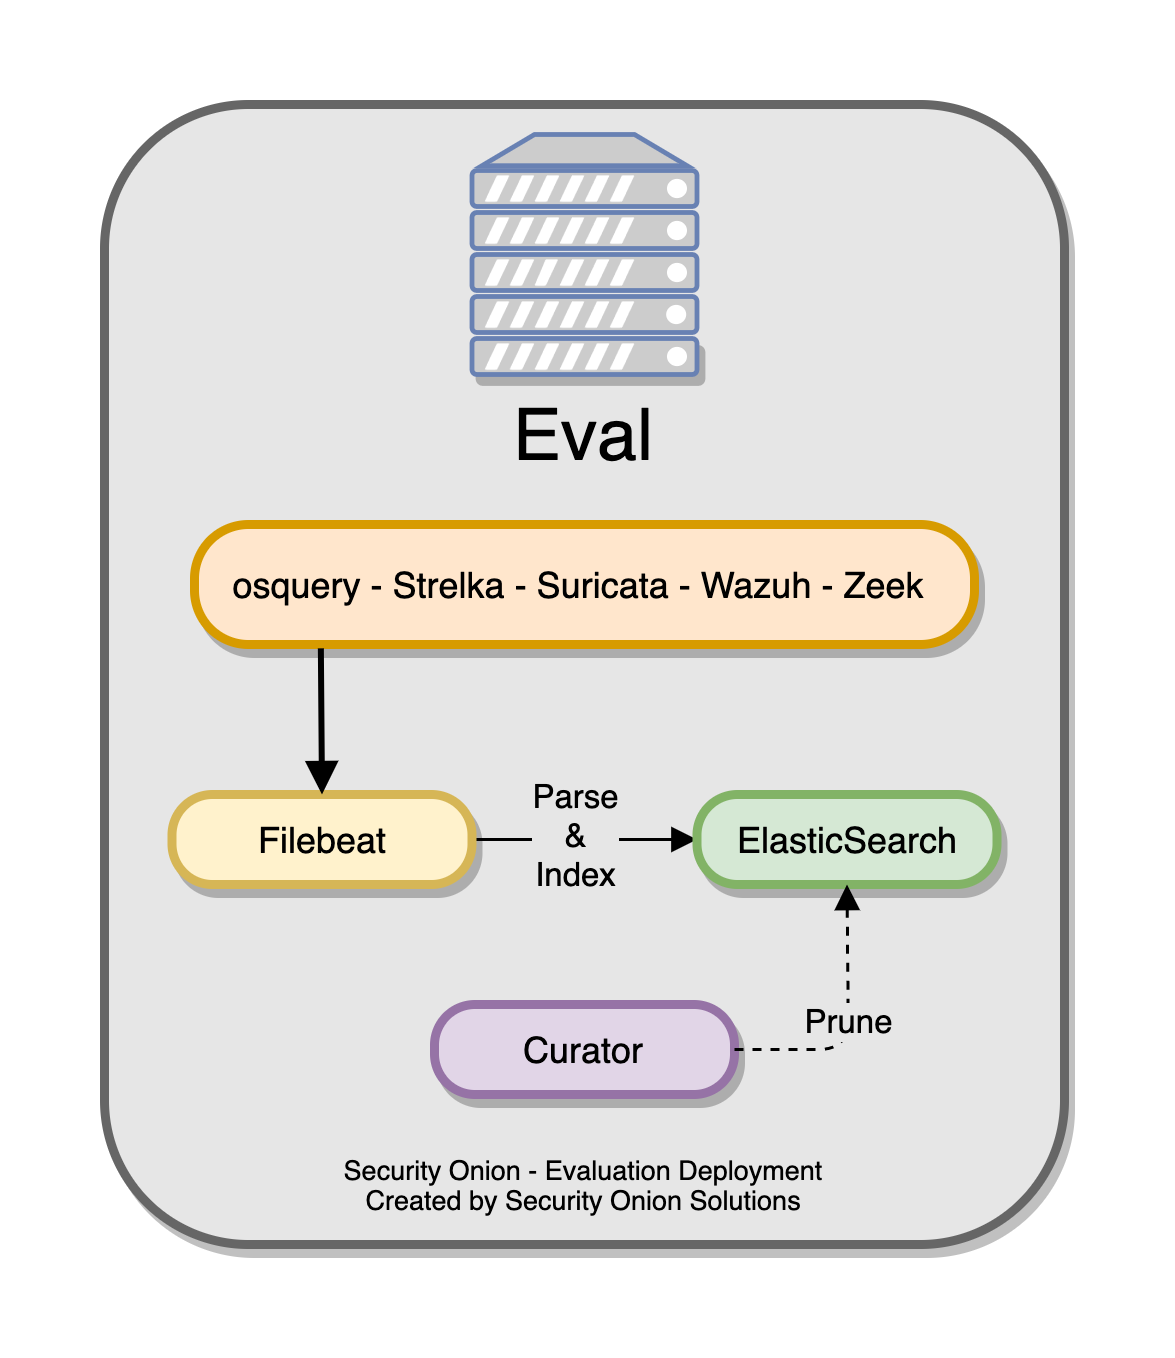 Eval
osquery - Strelka - Suricata - Wazuh - Zeek
Filebeat
Parse
&
Index
ElasticSearch
Curator
Prune
Security Onion - Evaluation Deployment
Created by Security Onion Solutions